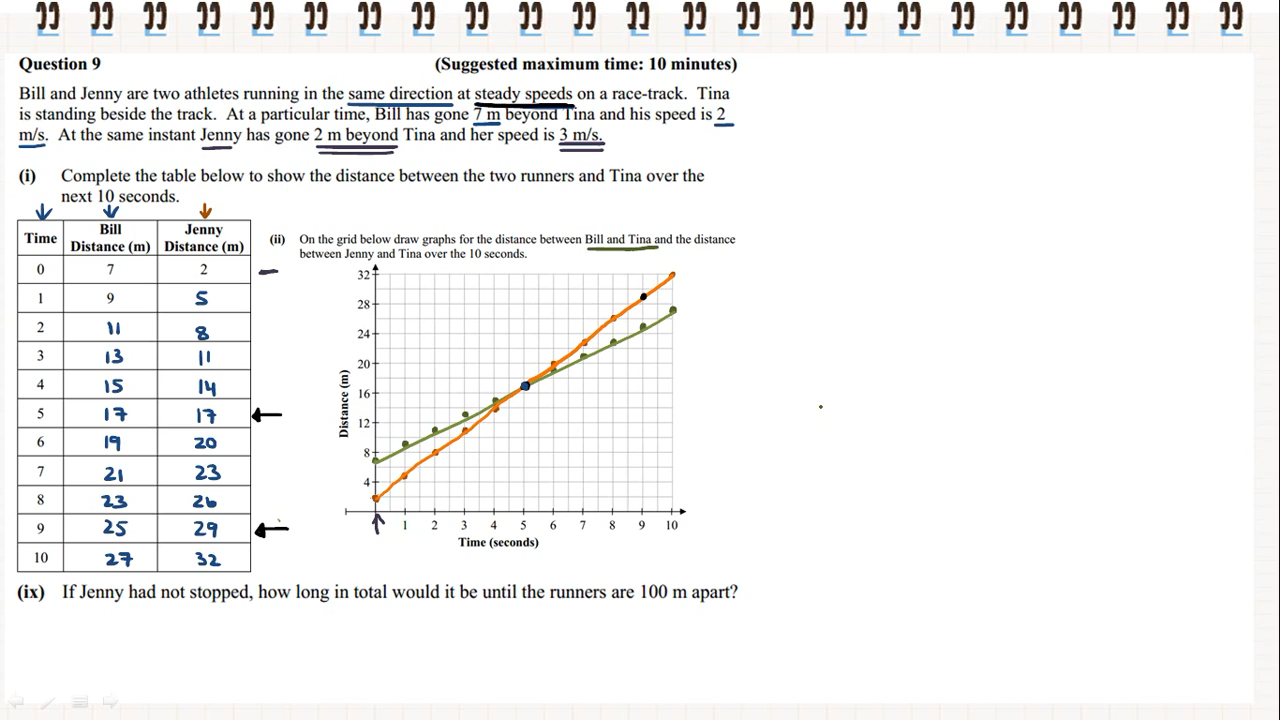 Question 9 (Suggested maximum time: 10 minutes)
Bill and Jenny are two athletes running in the same direction at steady speeds on a race-track. Tina
is standing beside the track. At a particular time, Bill has gone 7 m beyond Tina and his speed is 2
m/s. At the same instant Jenny has gone 2 m beyond Tina and her speed is 3 m/s.
(i) Complete the table below to show the distance between the two runners and Tina over the
next 10 seconds.
Time Bill Distance (m) Jenny Distance (m)
0 7 2
1 9 5
2 11 8
3 13 11
4 15 14
5 17 17
6 19 20
7 21 23
8 23 26
9 25 29
10 27 32
(ii) On the grid below draw graphs for the distance between Bill and Tina and the distance
between Jenny and Tina over the 10 seconds.
32
28
24
20
16
12
8
4
Distance (m)
1 2 3 4 5 6 7 8 9 10
Time (seconds)
(ix) If Jenny had not stopped, how long in total would it be until the runners are 100 m apart?